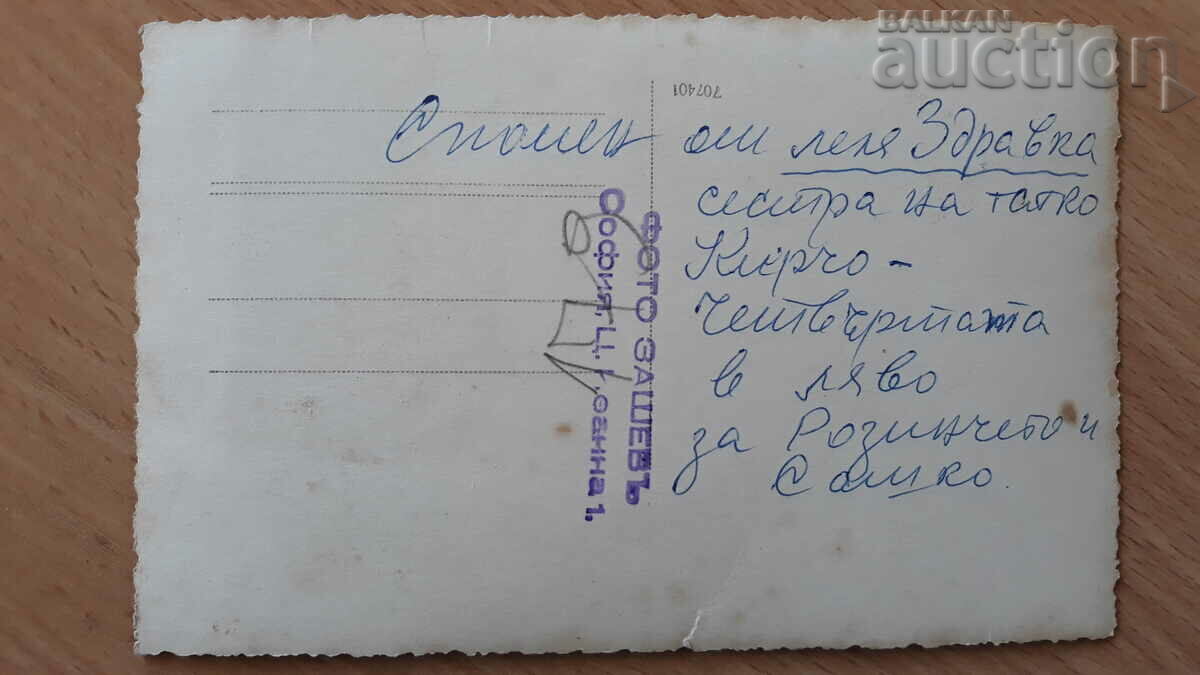 BALKAN
auction
707401
Спомен от леля Здравка
сестра на татко
Кирчо -
Четвъртата
в ляво
за Розинчето и
Сашко.
ФОТО ЗАШЕВЪ
София, Ц. Йоанна 1.